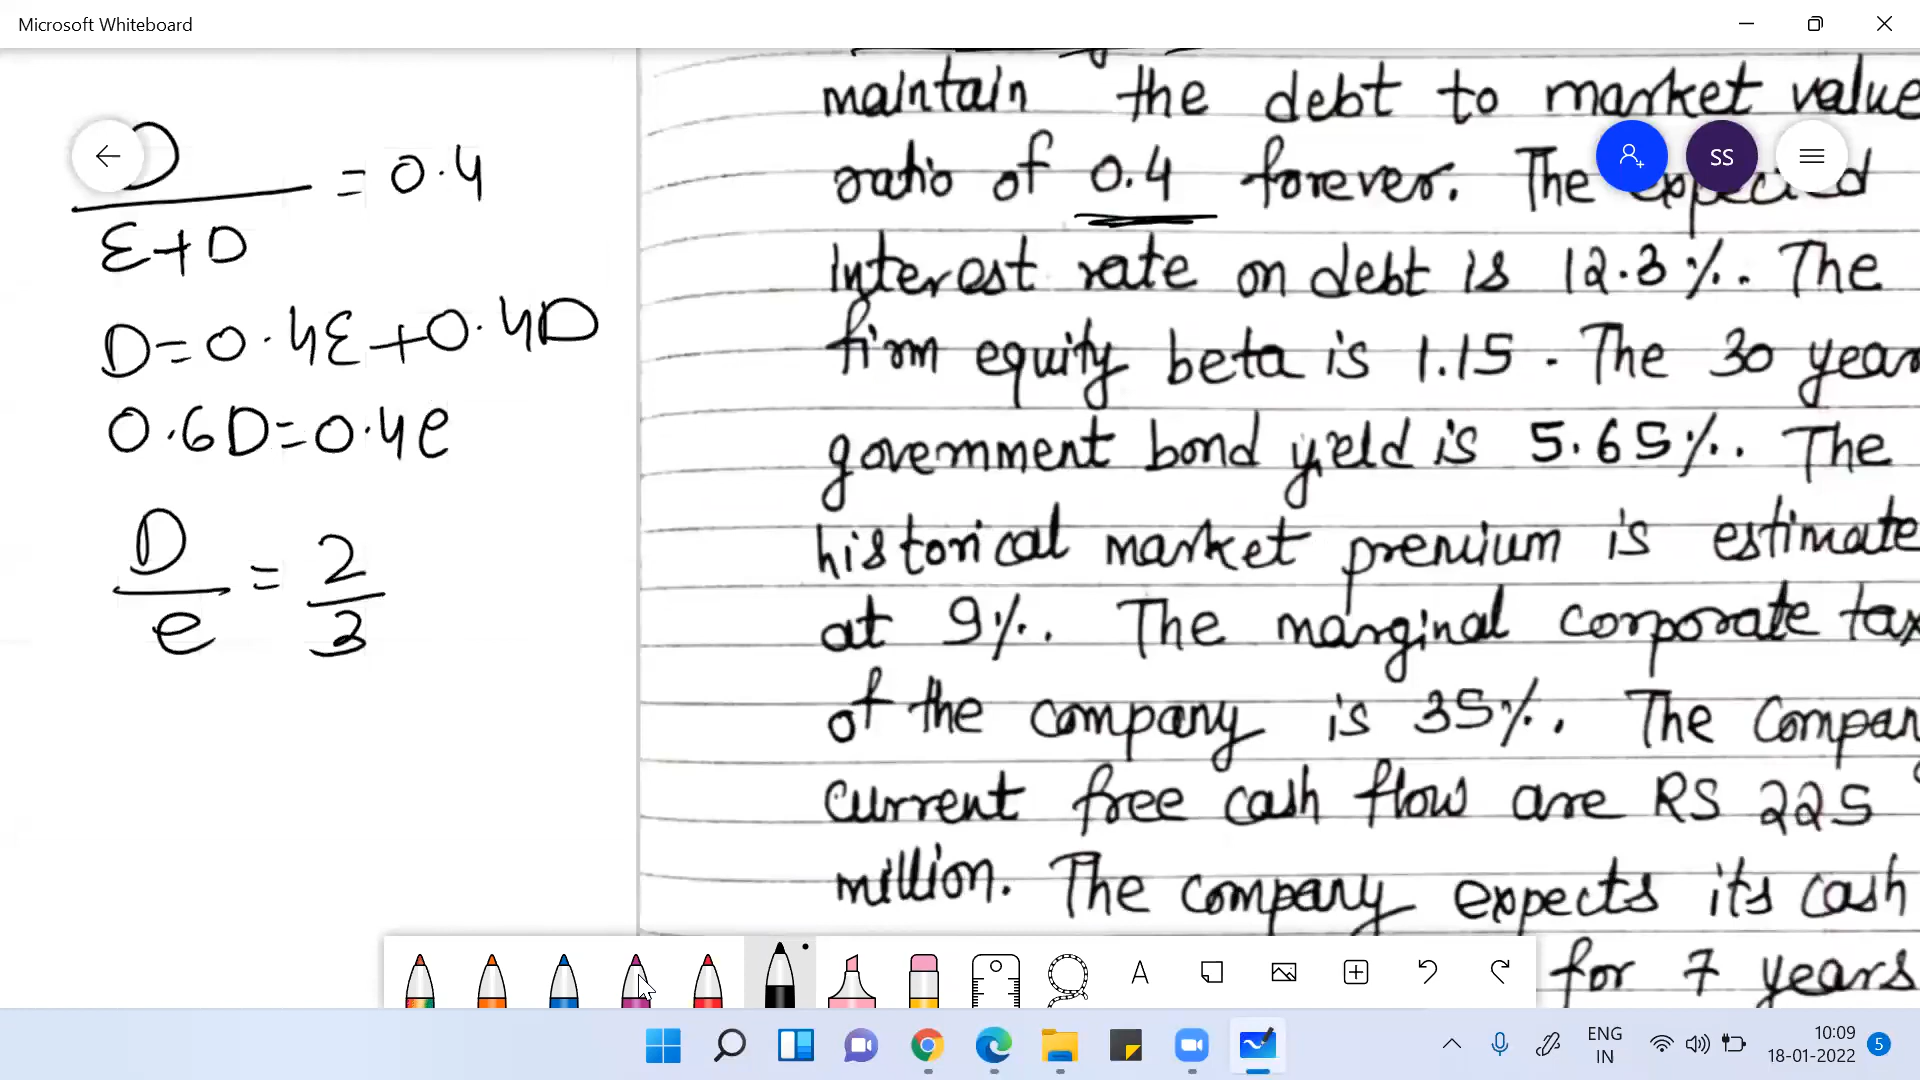 Microsoft Whiteboard
D
E+D
= 0.4
D=0.4E+0.4D
0.6D=0.4e
D
e
=
2
3
maintain the debt to market value
ratio of 0.4 forever. The expected
interest rate on debt is 12.3%. The
firm equity beta is 1.15. The 30 year
government bond yield is 5.65%. The
historical market premium is estimate
at 9%. The marginal corporate tax
of the company is 35%. The Compan
current free cash flow are RS 225
million. The company expects its cash
for 7 years
SS
A
ENG
IN
10:09
18-01-2022
5